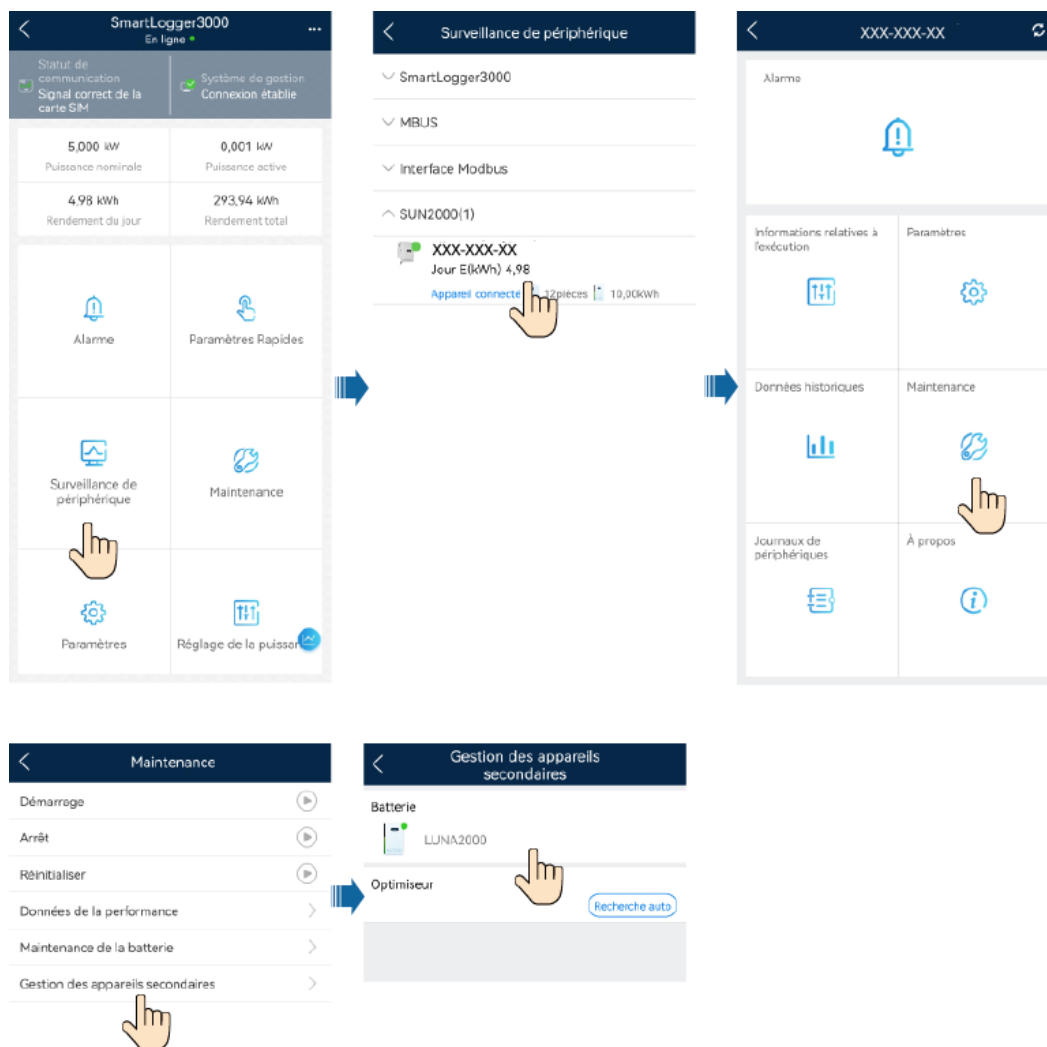 SmartLogger3000
En ligne
Statut de
communication
Signal correct de la
carte SIM
Système de gestion
Connexion établie
5,000 kW
Puissance nominale
0,001 kW
Puissance active
4,98 kWh
Rendement du jour
293,94 kWh
Rendement total
Alarme
Paramètres Rapides
Surveillance de
périphérique
Maintenance
Paramètres
Réglage de la puissan
Surveillance de périphérique
SmartLogger3000
MBUS
Interface Modbus
SUN2000(1)
XXX-XXX-XX
Jour E(kWh) 4,98
Appareil connecté 12pièces 10,00kWh
XXX-XXX-XX
Alarme
Informations relatives à
l'exécution
Paramètres
Données historiques
Maintenance
Journaux de
périphériques
À propos
Maintenance
Démarrage
Arrêt
Réinitialiser
Données de la performance
Maintenance de la batterie
Gestion des appareils secondaires
Gestion des appareils
secondaires
Batterie
LUNA2000
Optimiseur
Recherche auto